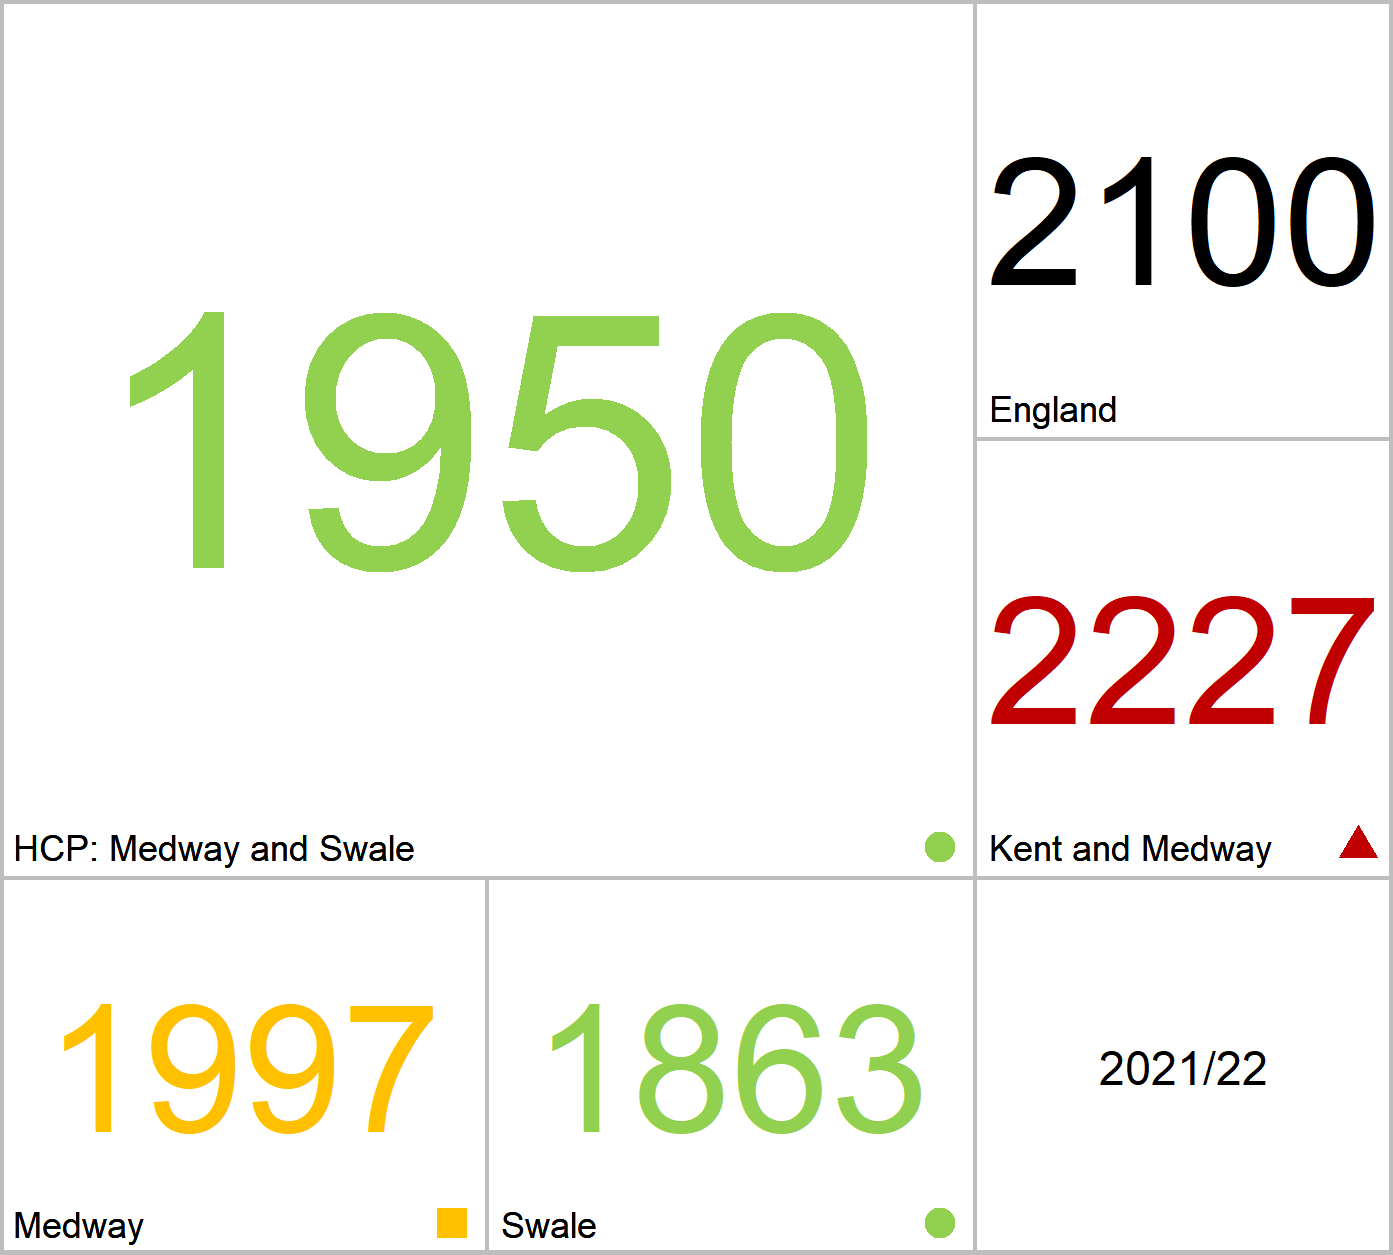 1950
HCP: Medway and Swale
2100
England
2227
Kent and Medway
1997
Medway
1863
Swale
2021/22